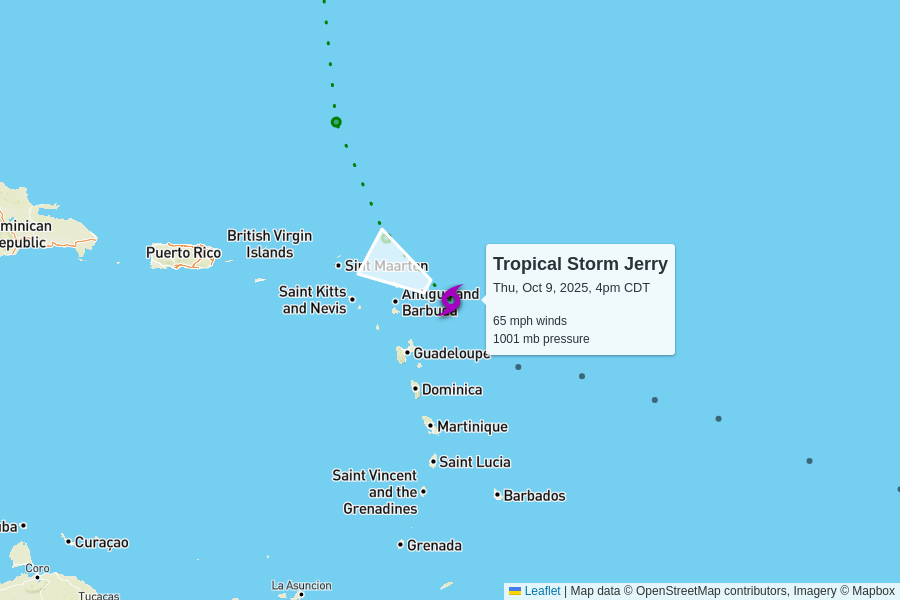 British Virgin
Islands
minican
epublic
Puerto Rico
Sint Maarten
Tropical Storm Jerry
Thu, Oct 9, 2025, 4pm CDT
65 mph winds
1001 mb pressure
Saint Kitts
and Nevis
Antigua and
Barbuda
Guadeloupe
Dominica
Martinique
Saint Lucia
Saint Vincent
and the
Grenadines
Barbados
uba
Curaçao
Grenada
Coro
La Asuncion
Tucacas
Leaflet | Map data © OpenStreetMap contributors, Imagery © Mapbox